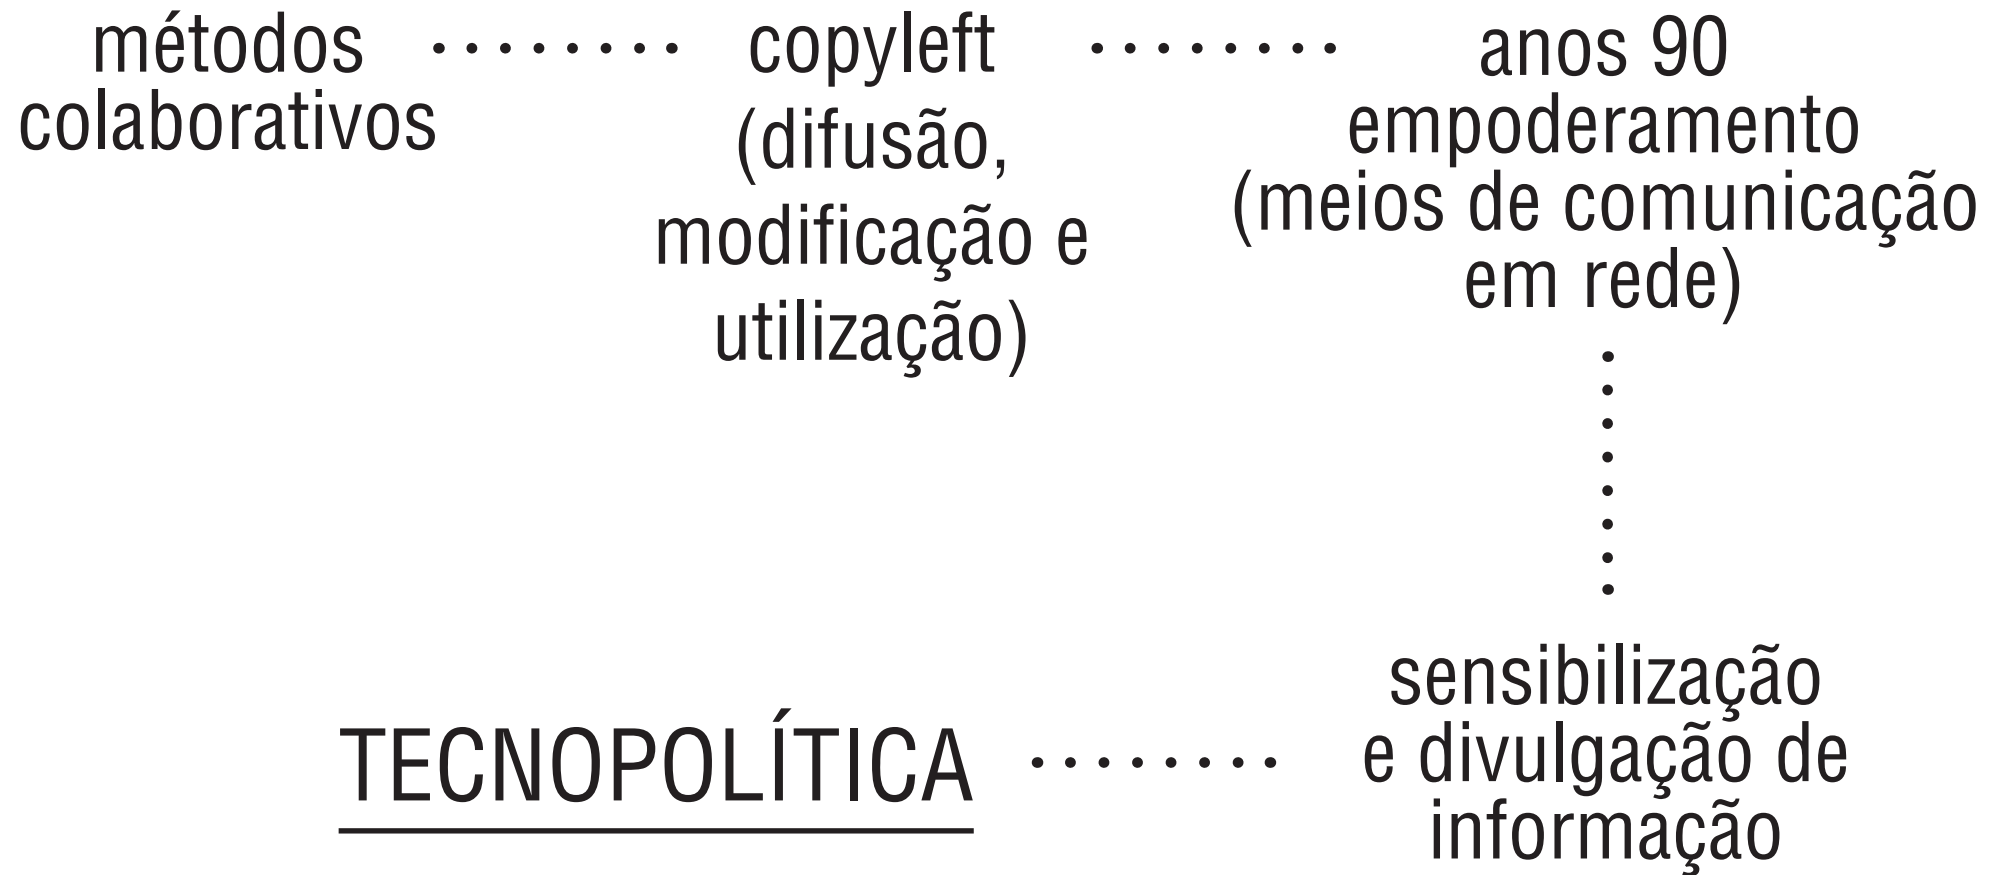 métodos
colaborativos
copyleft
(difusão,
modificação e
utilização)
anos 90
empoderamento
(meios de comunicação
em rede)
sensibilização
e divulgação de
informação
TECNOPOLÍTICA